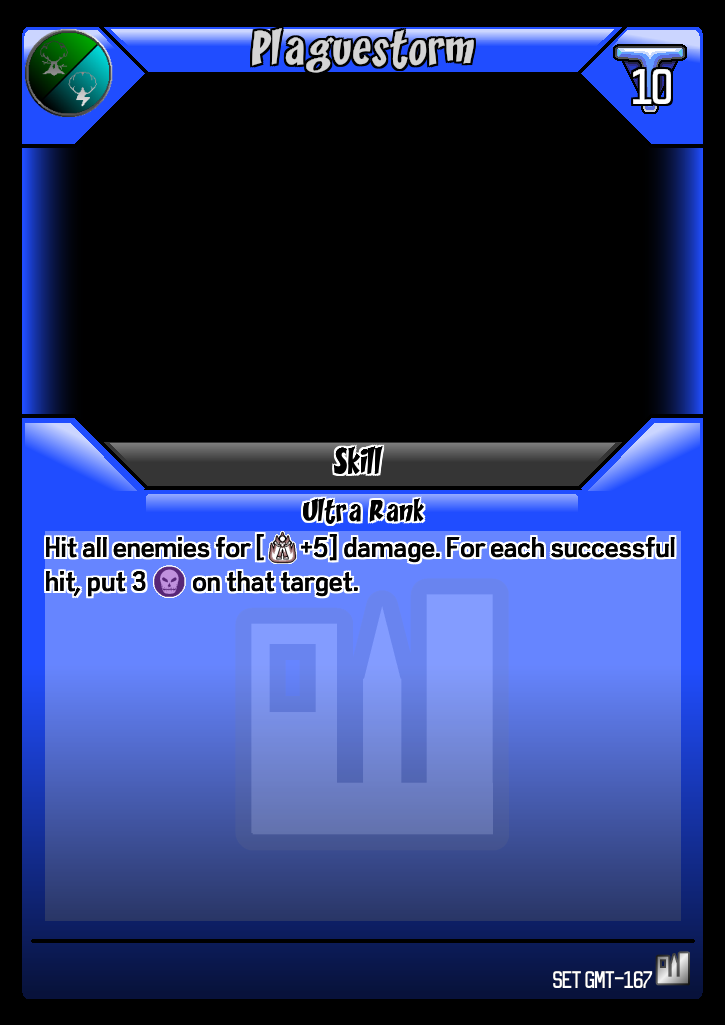 Plaguestorm
10
Skill
Ultra Rank
Hit all enemies for [ +5] damage. For each successful
hit, put 3 on that target.
SET GMT-167